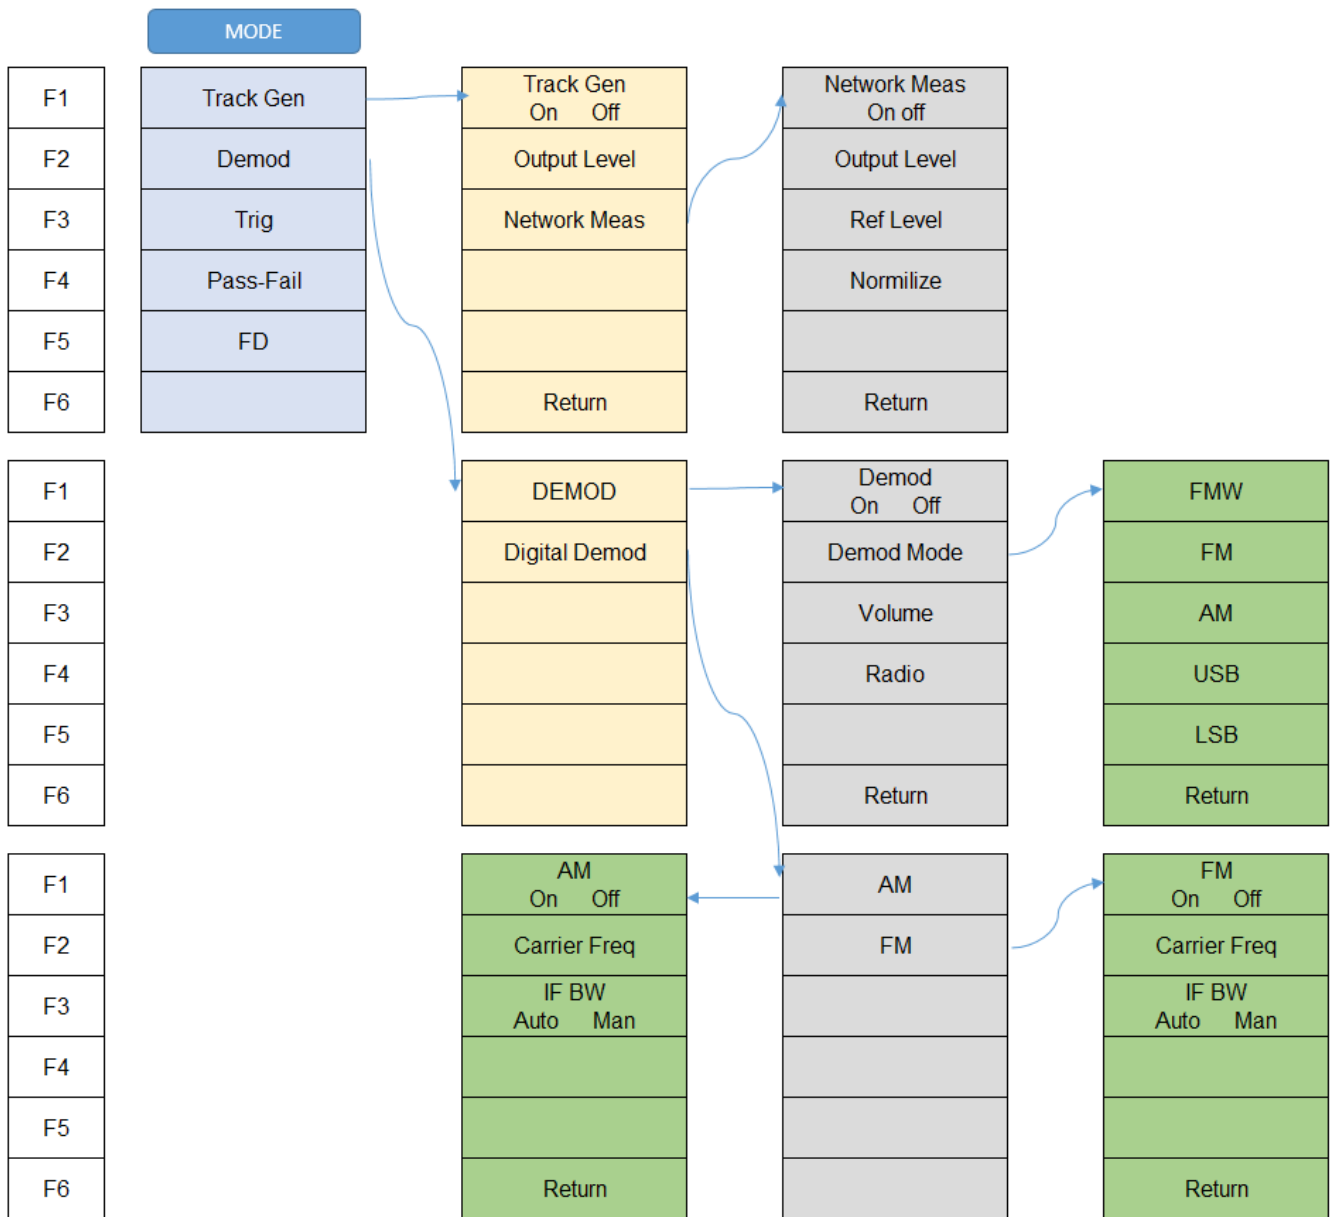 MODE
F1
Track Gen
Track Gen
On Off
Network Meas
On off
F2
Demod
Output Level
Output Level
F3
Trig
Network Meas
Ref Level
F4
Pass-Fail
Normilize
F5
FD
F6
Return
Return
F1
DEMOD
Demod
On Off
FMW
F2
Digital Demod
Demod Mode
FM
F3
Volume
AM
F4
Radio
USB
F5
LSB
F6
Return
Return
F1
AM
On Off
AM
FM
On Off
F2
Carrier Freq
FM
Carrier Freq
F3
IF BW
Auto Man
IF BW
Auto Man
F4
F5
F6
Return
Return